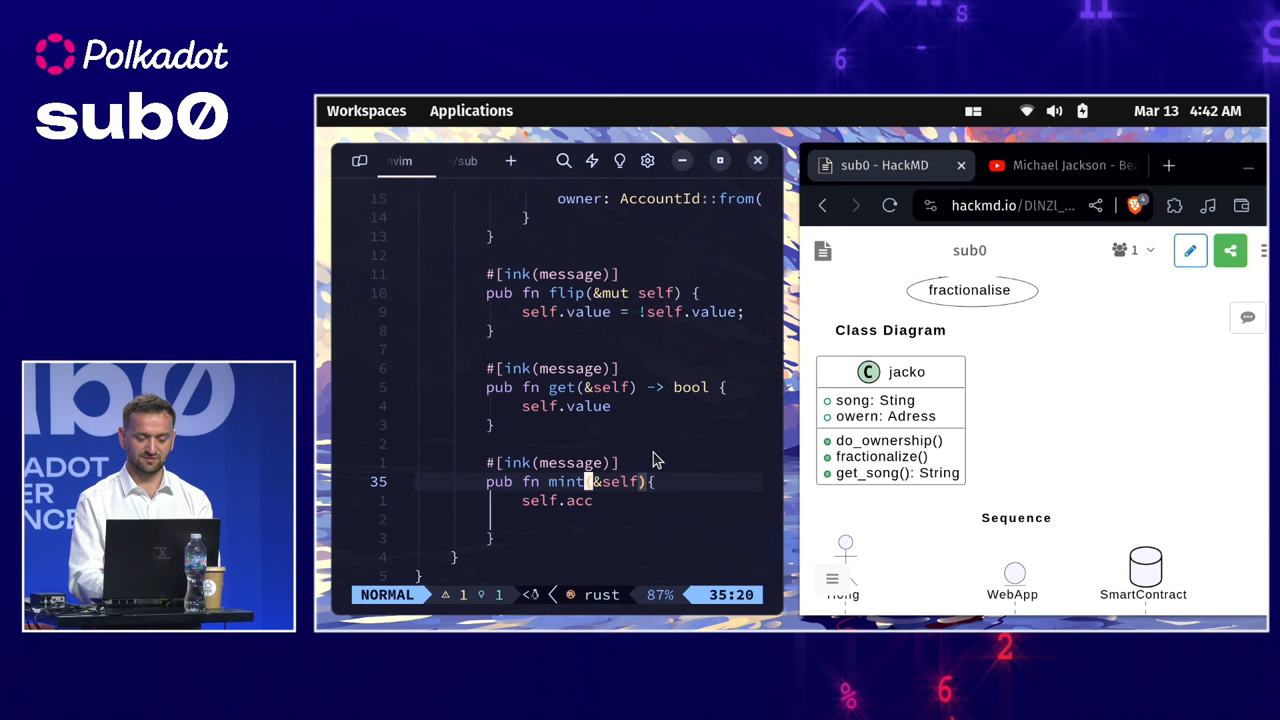 Polkadot
sub0
Workspaces Applications
Mar 13 4:42 AM
nvim
~/sub
sub0 - HackMD
Michael Jackson - Bea
hackmd.io/DlNZl_...
4
15 owner: AccountId::from(
14 }
13 }
12
11 #[ink(message)]
10 pub fn flip(&mut self) {
9 self.value = !self.value;
8 }
7
6 #[ink(message)]
5 pub fn get(&self) -> bool {
4 self.value
3 }
2
1 #[ink(message)]
35 pub fn mint(&self){
1 self.acc
2
3 }
4 }
5 }
NORMAL 1 1 rust 87% 35:20
sub0
1
fractionalise
Class Diagram
C jacko
song: Sting
owern: Adress
do_ownership()
fractionalize()
get_song(): String
Sequence
WebApp
SmartContract